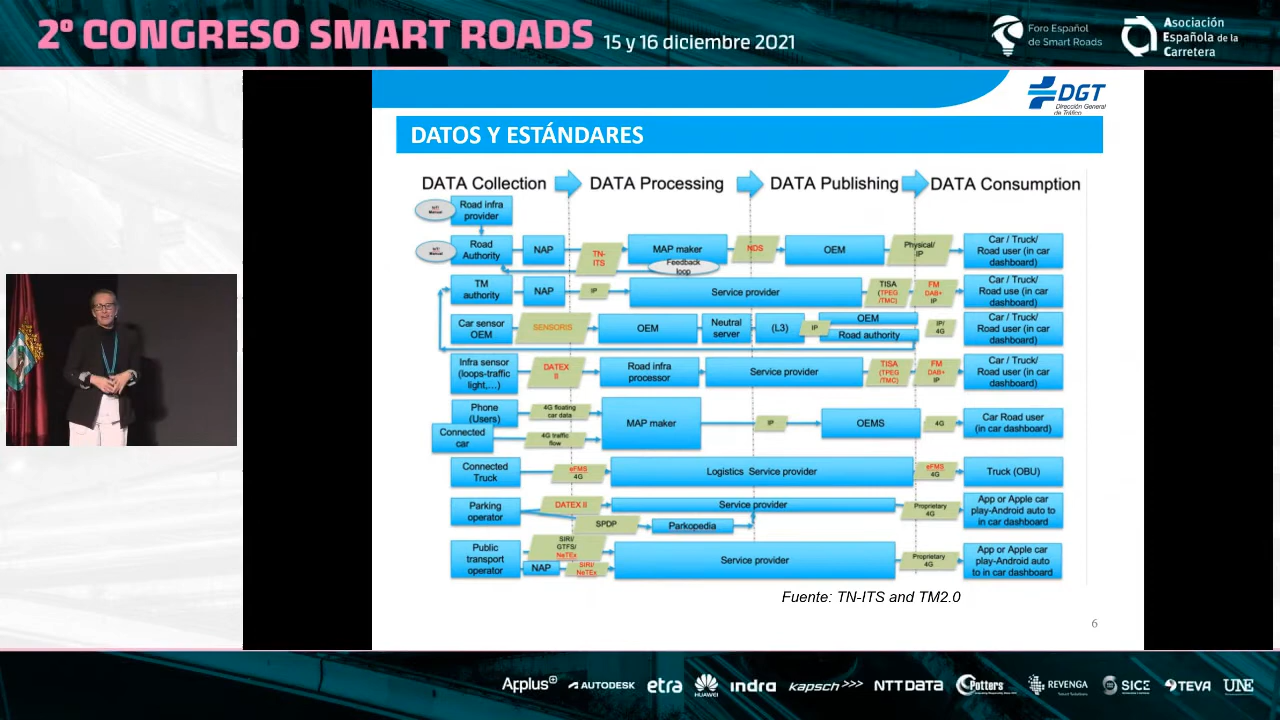 2º CONGRESO SMART ROADS 15 y 16 diciembre 2021
Foro Español
de Smart Roads
Asociación
Española de la
Carretera
DGT
Dirección General
de Tráfico
DATOS Y ESTÁNDARES
DATA Collection
DATA Processing
DATA Publishing
DATA Consumption
Manual
Road infra
provider
Manual
Road
Authority
NAP
TN-
ITS
MAP maker
Feedback
loop
NDS
OEM
Physical/
IP
Car / Truck/
Road user (in car
dashboard)
TM
authority
NAP
IP
Service provider
TISA
(TPEG
/TMC)
FM
DAB+
IP
Car / Truck/
Road use (in car
dashboard)
Car sensor
OEM
SENSORIS
OEM
Neutral
server
(L3)
IP
OEM
Road authority
IP/
4G
Car / Truck/
Road user (in car
dashboard)
Infra sensor
(loops-traffic
light,...)
DATEX
II
Road infra
processor
Service provider
TISA
(TPEG
/TMC)
FM
DAB+
IP
Car / Truck/
Road user (in car
dashboard)
Phone
(Users)
4G floating
car data
Connected
car
4G traffic
flow
MAP maker
IP
OEMS
4G
Car Road user
(in car dashboard)
Connected
Truck
eFMS
4G
Logistics Service provider
eFMS
4G
Truck (OBU)
Parking
operator
DATEX II
Service provider
SPDP
Parkopedia
Proprietary
4G
App or Apple car
play-Android auto to
in car dashboard
Public
transport
operator
SIRI/
GTFS/
NeTEx
NAP
SIRI/
NeTEx
Service provider
Proprietary
4G
App or Apple car
play-Android auto
to in car dashboard
Fuente: TN-ITS and TM2.0
6
Applus+
AUTODESK
etra
HUAWEI
indra
kapsch >>>
NTT DATA
Potters
REVENGA
SICE
TEVA
UNE